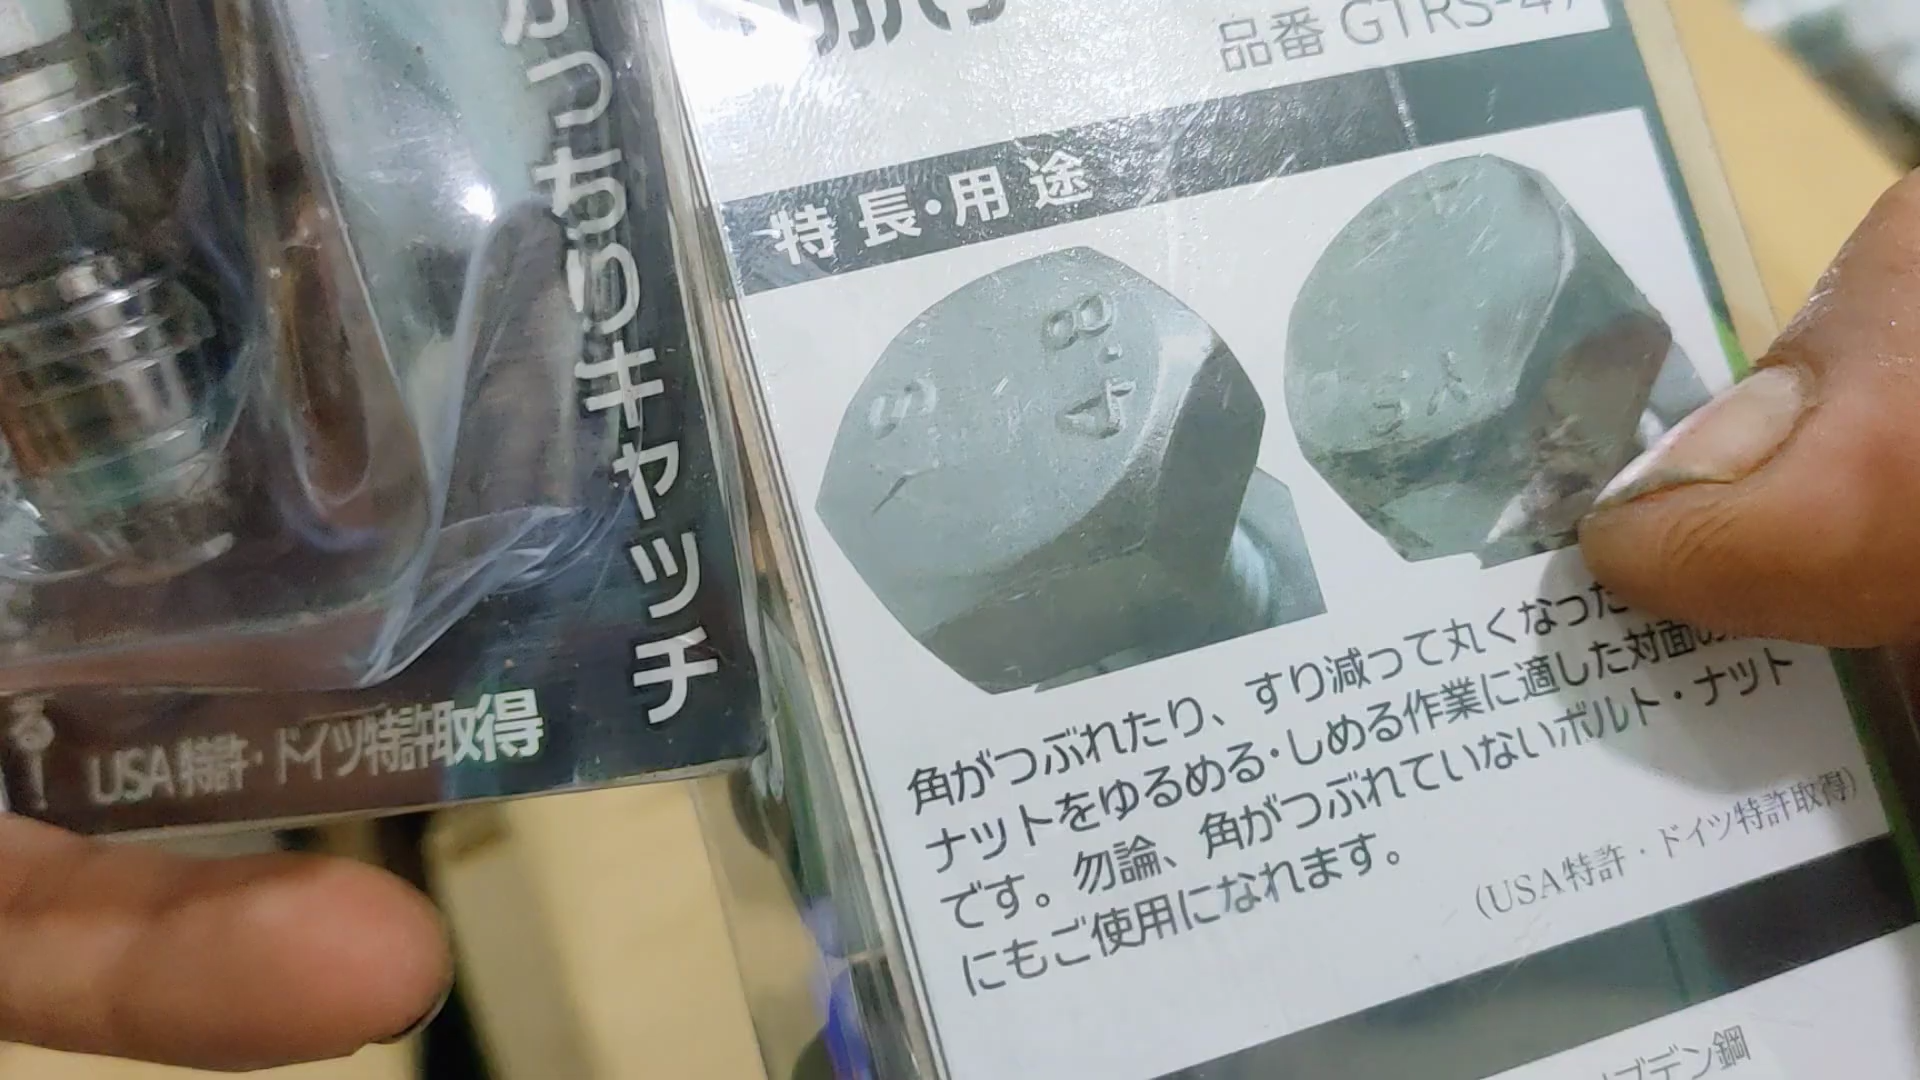 がっちりキャッチ
る!
USA特許・ドイツ特許取得
品番 GTRS-4
特長・用途
8.4
角がつぶれたり、すり減って丸くなった
ナットをゆるめる・しめる作業に適した対面
です。勿論、角がつぶれていないボルト・ナット
にもご使用になれます。
(USA特許・ドイツ特許取得)
ブデン鋼